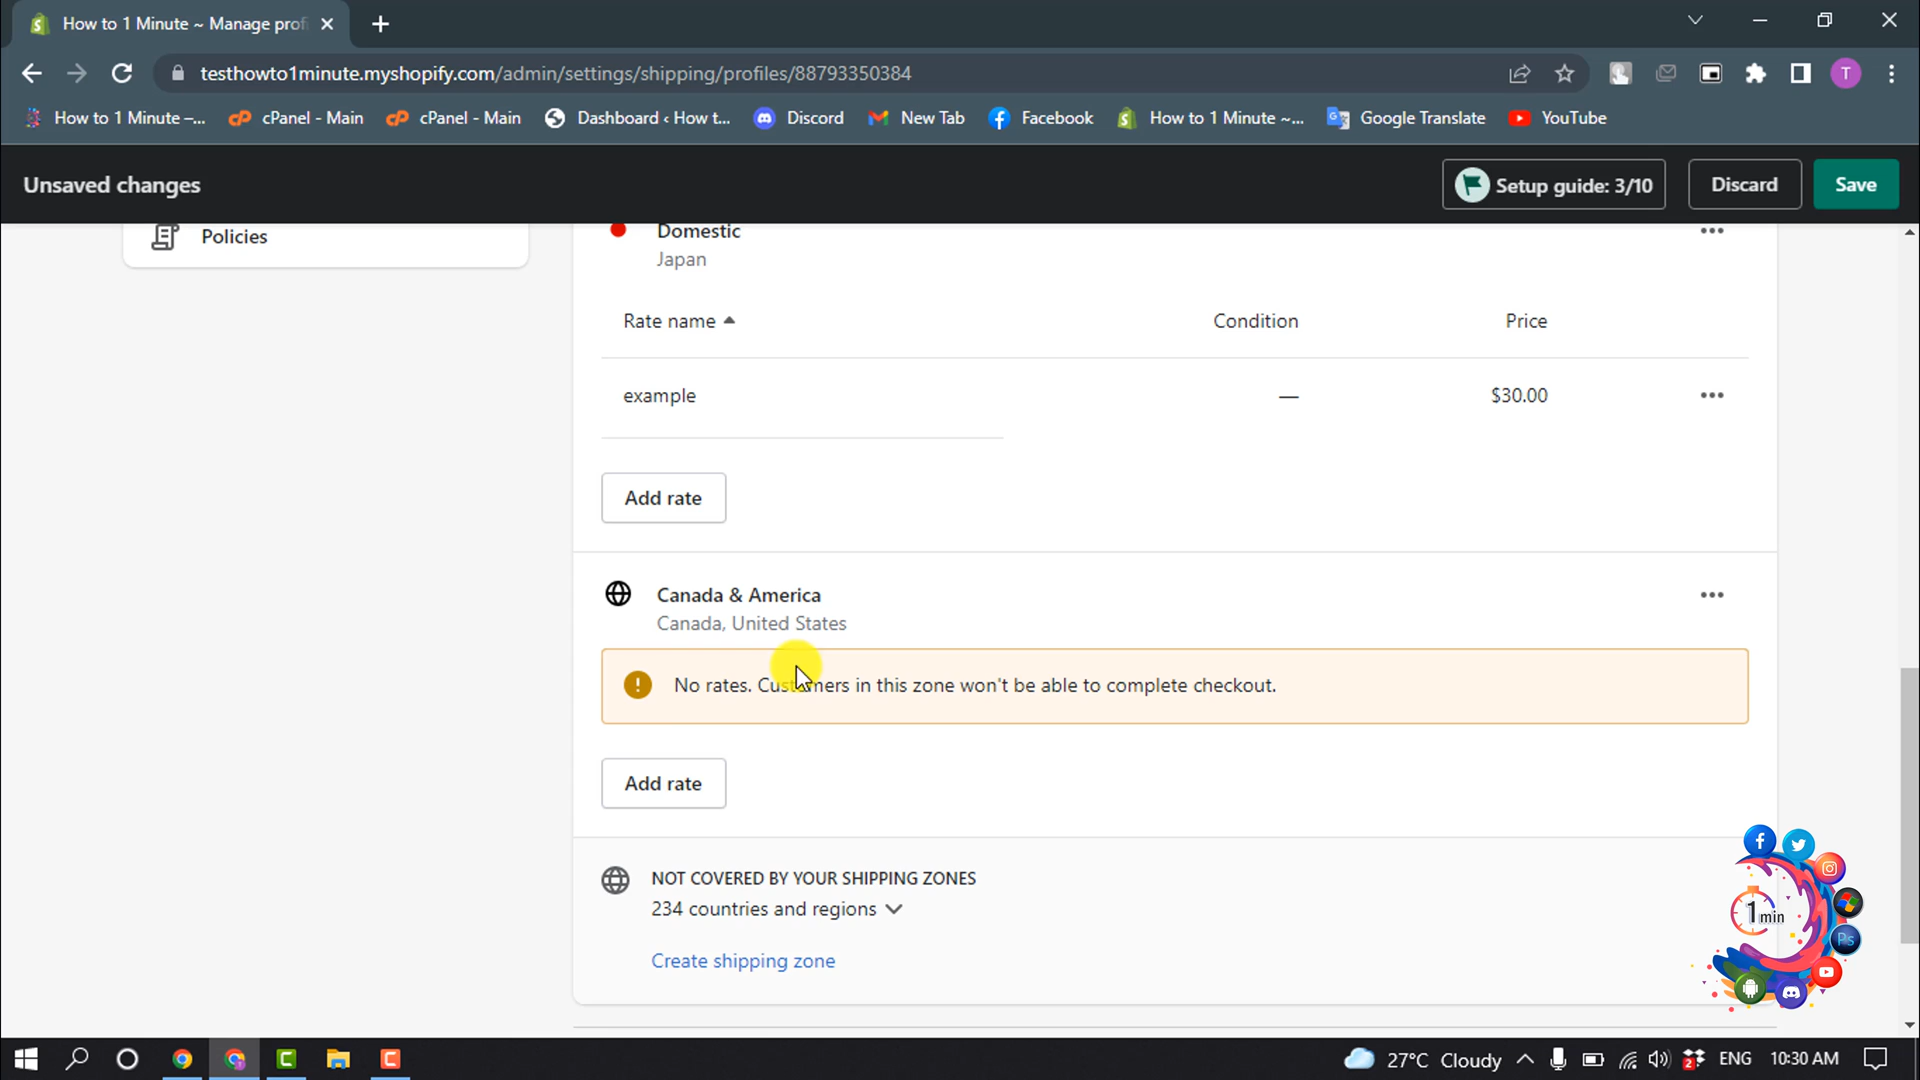 How to 1 Minute ~ Manage prof
testhowto1minute.myshopify.com/admin/settings/shipping/profiles/88793350384
T
How to 1 Minute –...
cPanel - Main
cPanel - Main
Dashboard ‹ How t...
Discord
New Tab
Facebook
How to 1 Minute ~...
Google Translate
YouTube
Unsaved changes
Setup guide: 3/10
Discard
Save
Policies
Domestic
Japan
Rate name
Condition
Price
example
—
$30.00
Add rate
Canada & America
Canada, United States
No rates. Customers in this zone won't be able to complete checkout.
Add rate
NOT COVERED BY YOUR SHIPPING ZONES
234 countries and regions
Create shipping zone
1 min
Ps
27°C Cloudy
2
ENG
10:30 AM